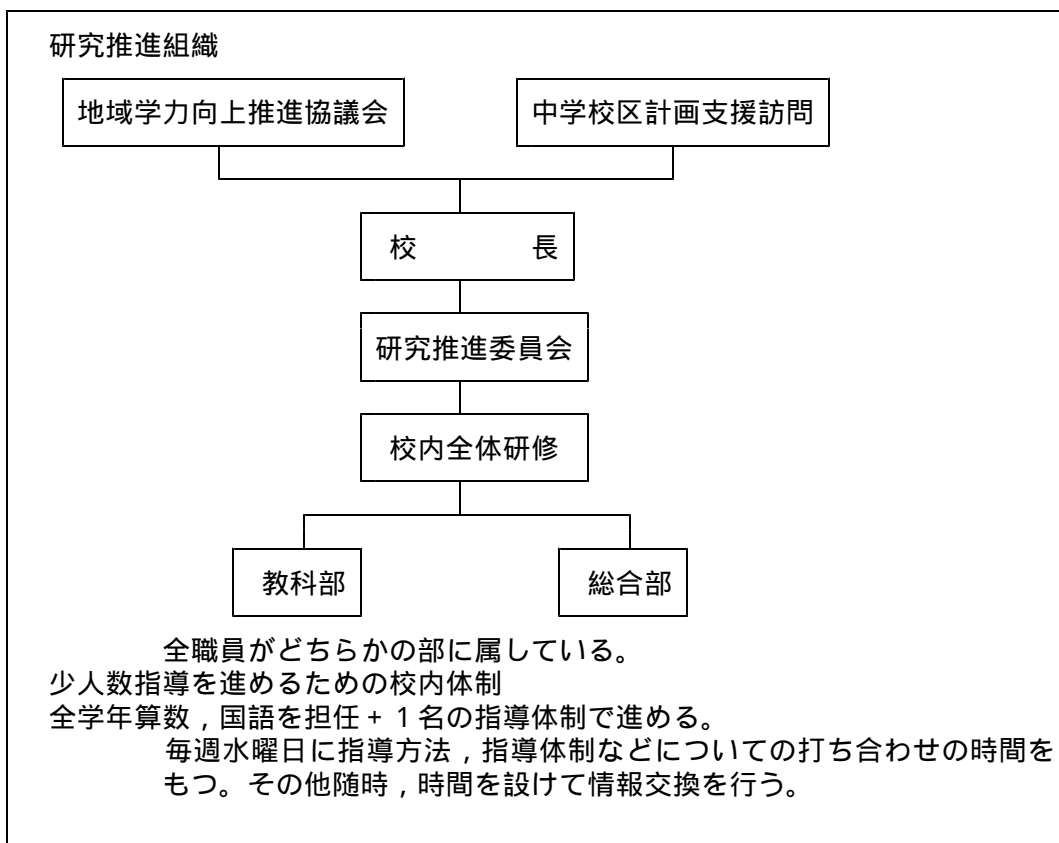 研究推進組織
地域学力向上推進協議会
中学校区計画支援訪問
校　　　長
研究推進委員会
校内全体研修
教科部
総合部
全職員がどちらかの部に属している。
少人数指導を進めるための校内体制
全学年算数，国語を担任＋１名の指導体制で進める。
毎週水曜日に指導方法，指導体制などについての打ち合わせの時間を
もつ。その他随時，時間を設けて情報交換を行う。